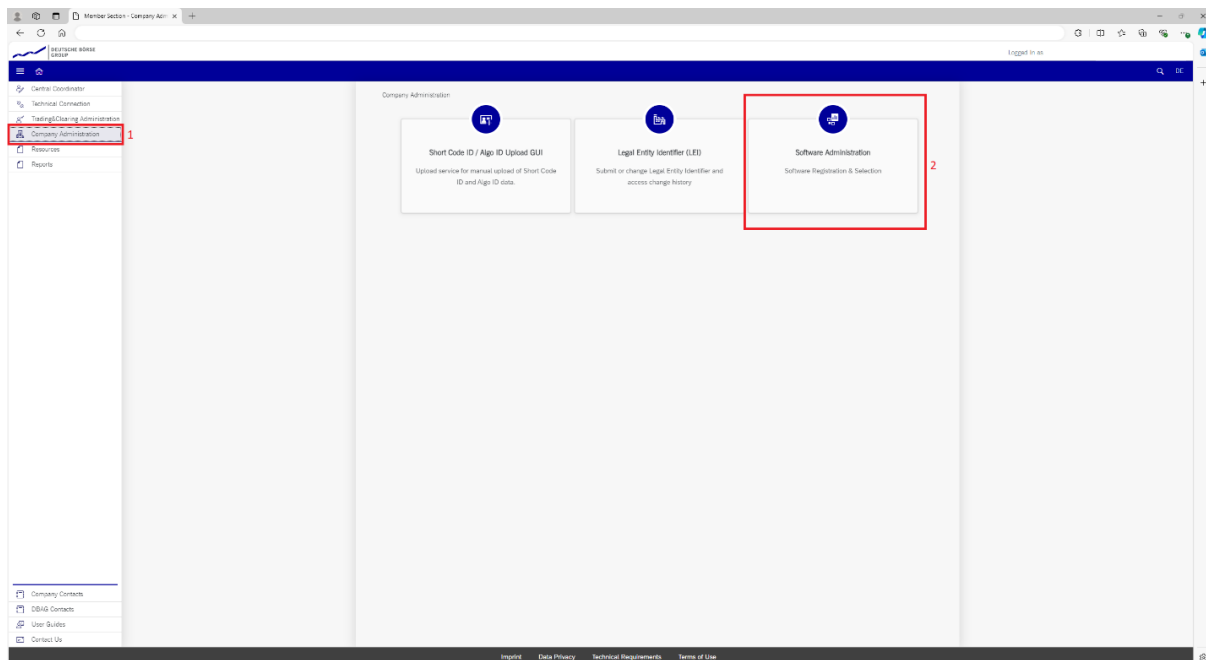 Member Section - Company Adm
DEUTSCHE BÖRSE
GROUP
Logged in as
DE
Central Coordinator
Technical Connection
Trading&Clearing Administration
Company Administration
1
Resources
Reports
Company Administration
Short Code ID / Algo ID Upload GUI
Upload service for manual upload of Short Code
ID and Algo ID data.
Legal Entity Identifier (LEI)
Submit or change Legal Entity Identifier and
access change history
Software Administration
Software Registration & Selection
2
Company Contacts
DBAG Contacts
User Guides
Contact Us
Imprint Data Privacy Technical Requirements Terms of Use